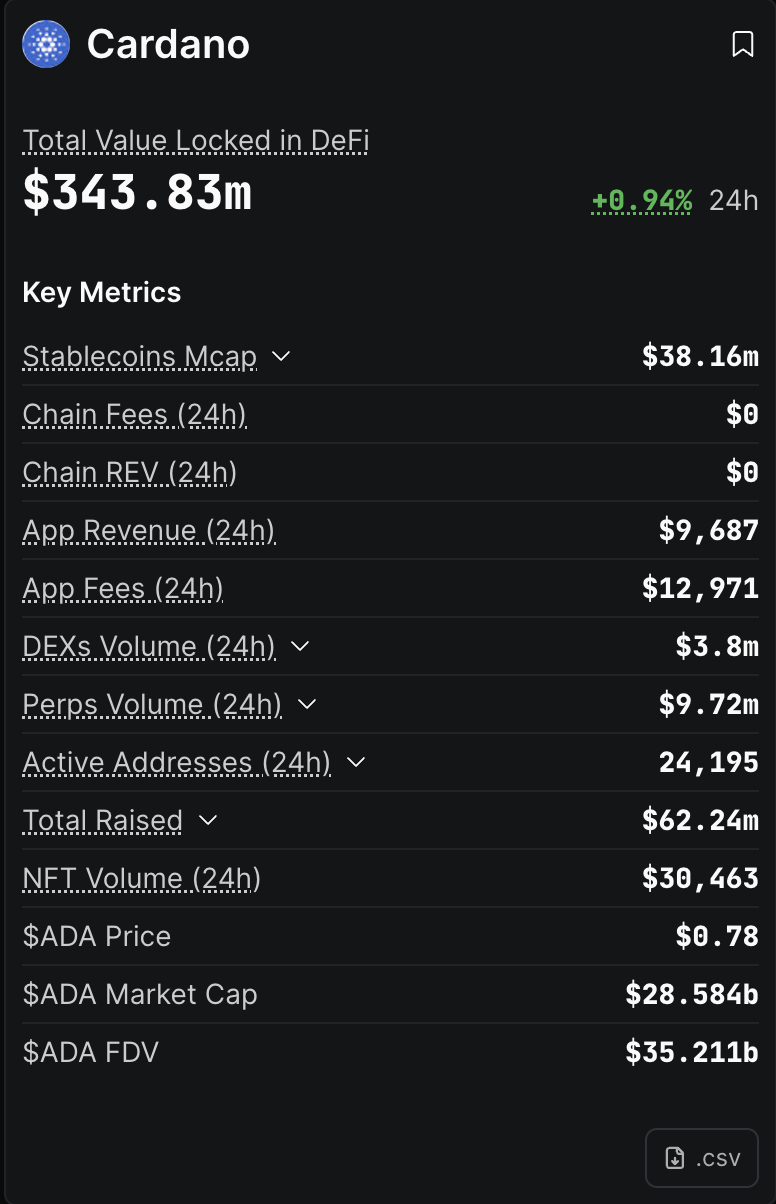 Cardano
Total Value Locked in DeFi
$343.83m
+0.94% 24h
Key Metrics
Stablecoins Mcap $38.16m
Chain Fees (24h) $0
Chain REV (24h) $0
App Revenue (24h) $9,687
App Fees (24h) $12,971
DEXs Volume (24h) $3.8m
Perps Volume (24h) $9.72m
Active Addresses (24h) 24,195
Total Raised $62.24m
NFT Volume (24h) $30,463
$ADA Price $0.78
$ADA Market Cap $28.584b
$ADA FDV $35.211b
.csv